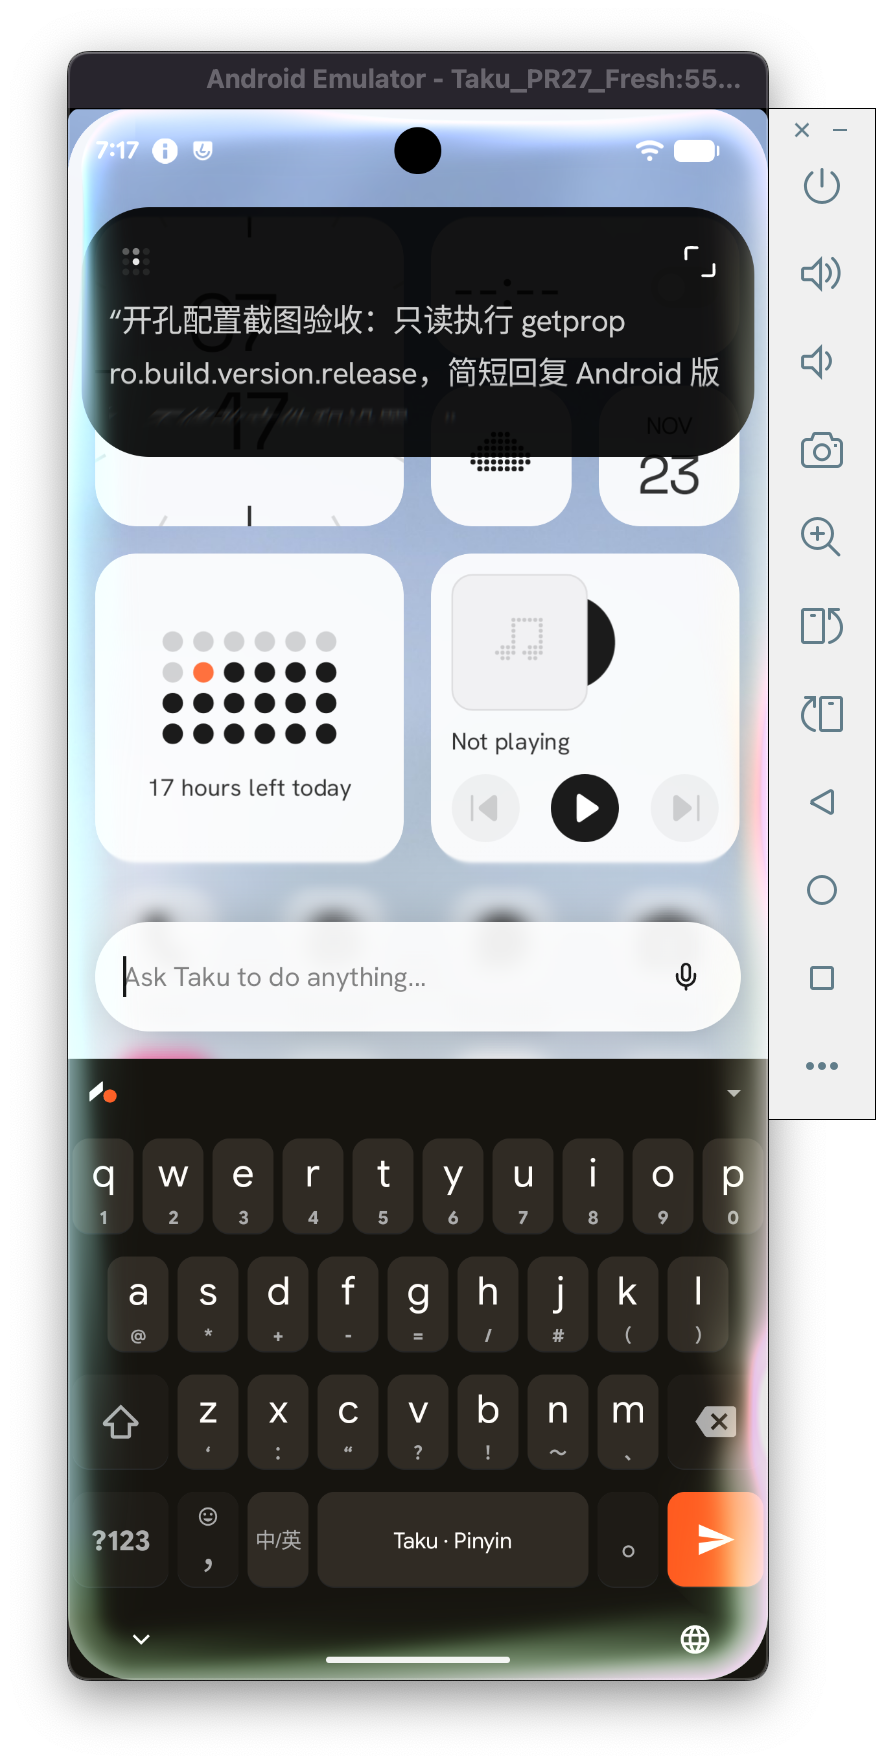 Android Emulator - Taku_PR27_Fresh:55...
7:17
“开孔配置截图验收：只读执行 getprop
ro.build.version.release，简短回复 Android 版
07
--:--
17
NOV
23
17 hours left today
Not playing
Ask Taku to do anything...
q w e r t y u i o p
1 2 3 4 5 6 7 8 9 0
a s d f g h j k l
@ * + - = / # ( )
z x c v b n m
‘ : “ ? ! ～ 、
?123 ， 中/英 Taku · Pinyin 。